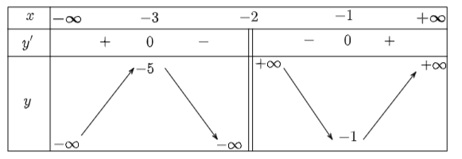 x −∞ −3 −2 −1 +∞
y′ + 0 − − 0 +
−5 +∞ +∞
y
−∞ −∞ −1